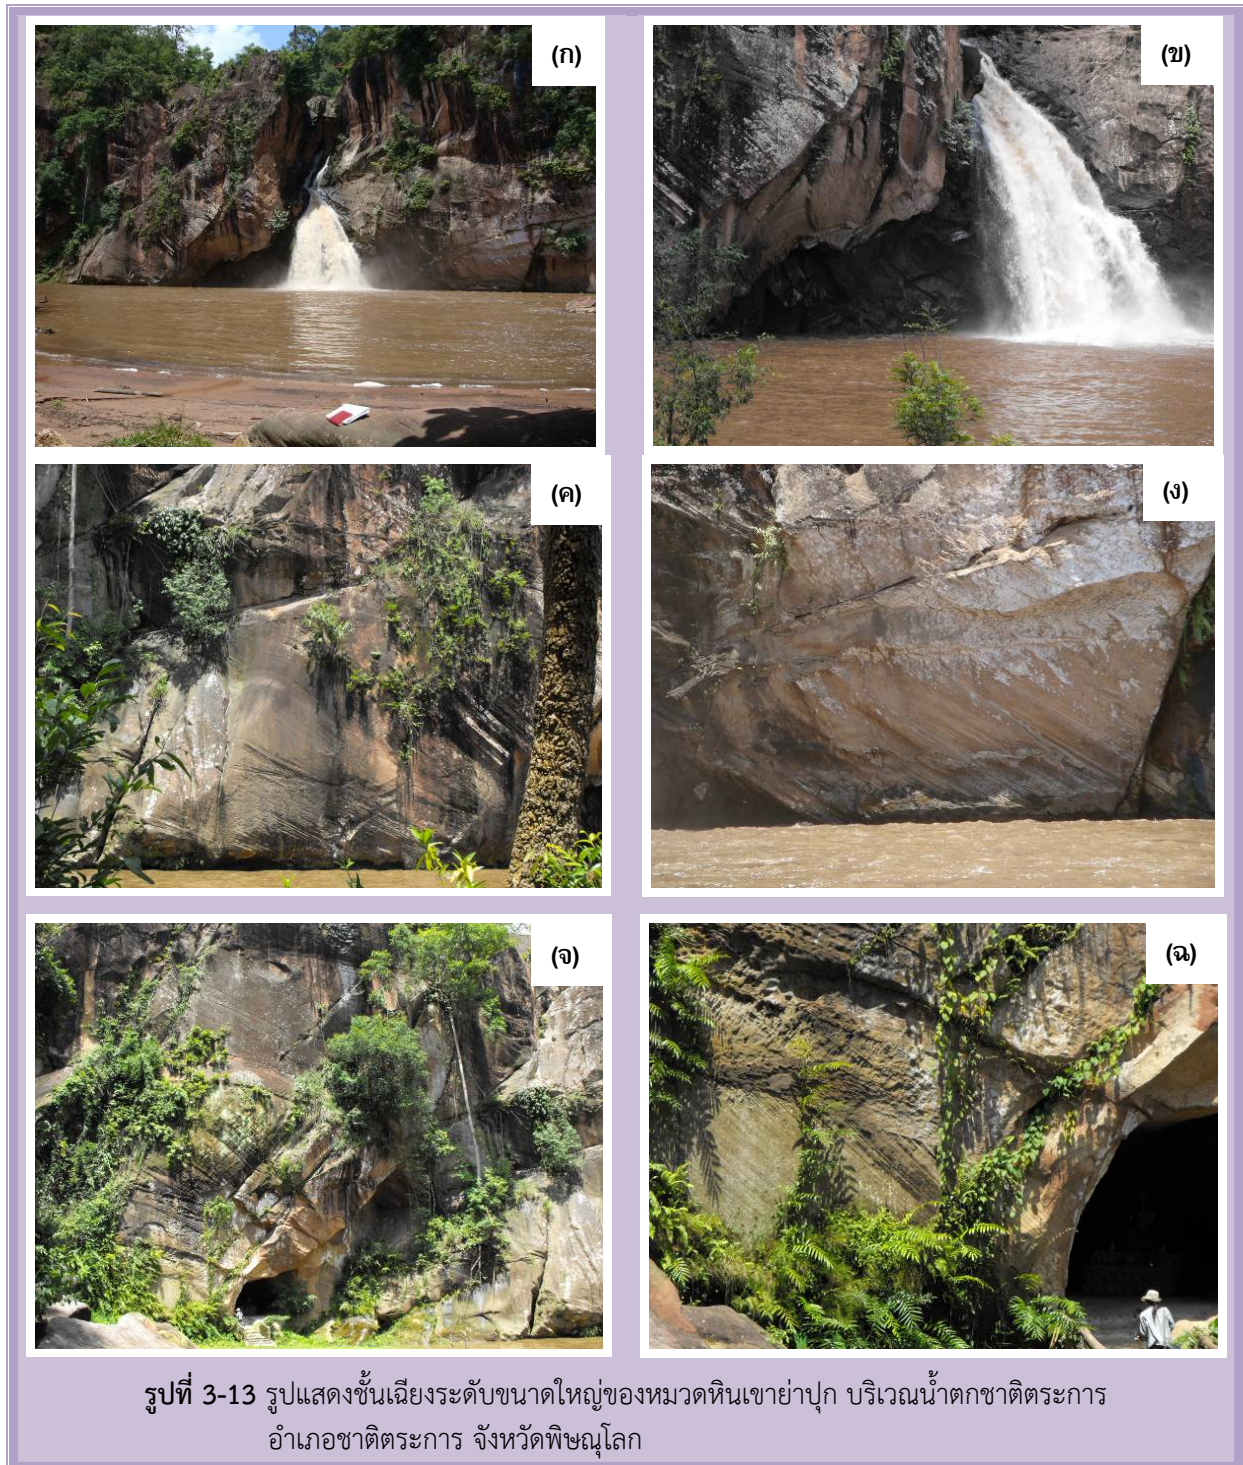 (ก)
(ข)
(ค)
(ง)
(จ)
(ฉ)
รูปที่ 3-13 รูปแสดงชั้นเฉียงระดับขนาดใหญ่ของหมวดหินเขาย่าปุก บริเวณน้ำตกชาติตระการ
อำเภอชาติตระการ จังหวัดพิษณุโลก